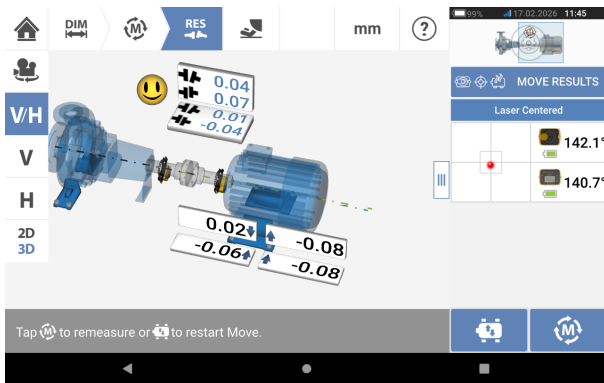 99% 17.02.2026 11:45
DIM
M
RES
mm
?
MOVE RESULTS
Laser Centered
142.1°
140.7°
V/H
V
H
2D
3D
0.04
0.07
0.01
-0.04
0.02
-0.08
-0.06
-0.08
Tap M to remeasure or to restart Move.
M